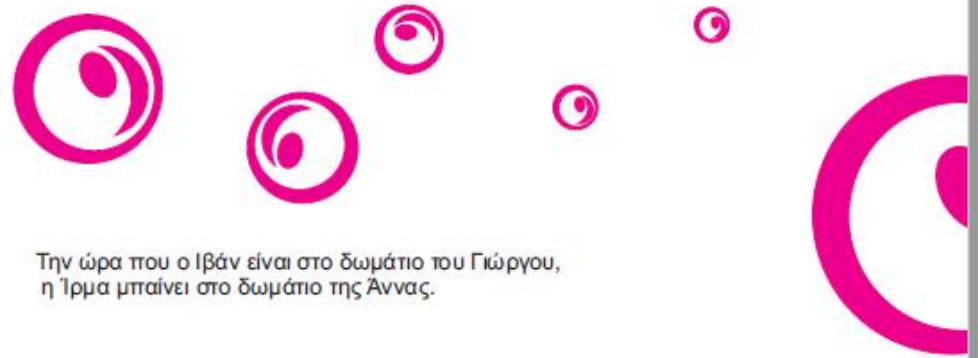 Την ώρα που ο Ιβάν είναι στο δωμάτιο του Γιώργου,
η Ίρμα μπαίνει στο δωμάτιο της Άννας.